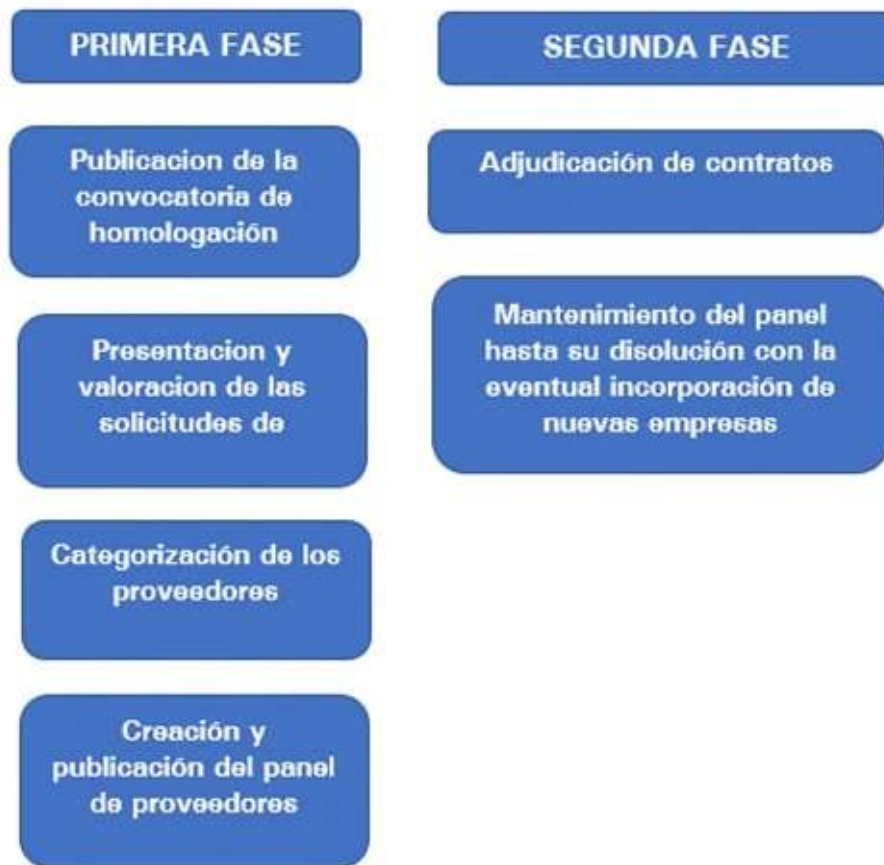 PRIMERA FASE
Publicacion de la
convocatoria de
homologación
Presentacion y
valoracion de las
solicitudes de
Categorización de los
proveedores
Creación y
publicación del panel
de proveedores
SEGUNDA FASE
Adjudicación de contratos
Mantenimiento del panel
hasta su disolución con la
eventual incorporación de
nuevas empresas